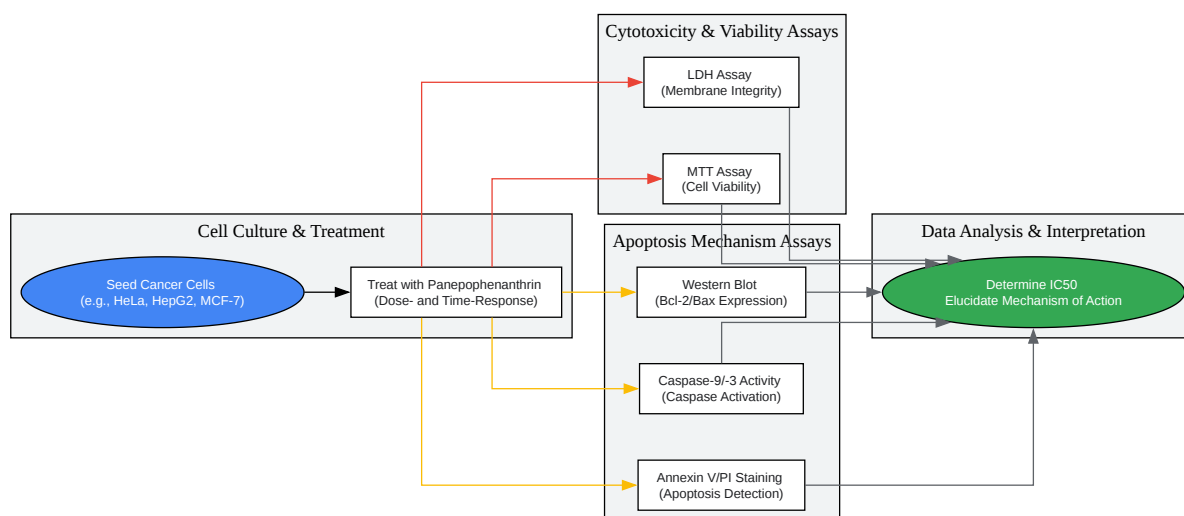 Cytotoxicity & Viability Assays
LDH Assay
(Membrane Integrity)
MTT Assay
(Cell Viability)
Cell Culture & Treatment
Seed Cancer Cells
(e.g., HeLa, HepG2, MCF-7)
Treat with Panepophenanthrin
(Dose- and Time-Response)
Apoptosis Mechanism Assays
Western Blot
(Bcl-2/Bax Expression)
Caspase-9/-3 Activity
(Caspase Activation)
Annexin V/PI Staining
(Apoptosis Detection)
Data Analysis & Interpretation
Determine IC50
Elucidate Mechanism of Action